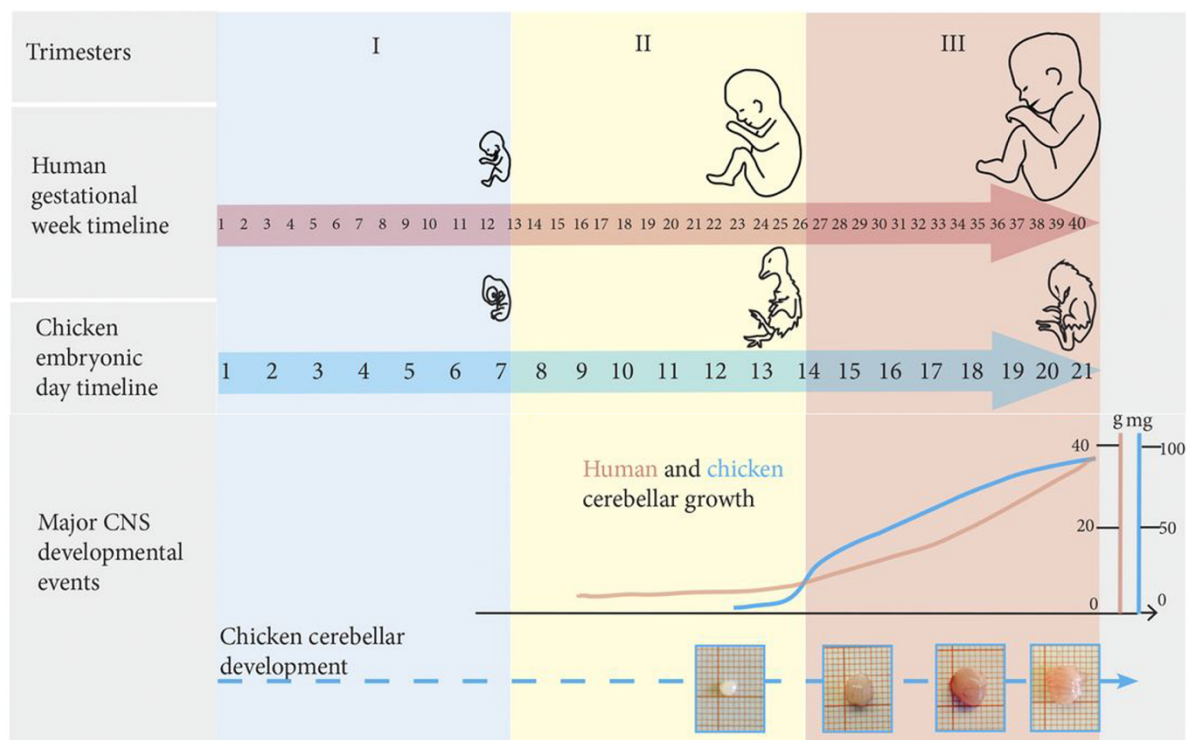 Trimesters
I
II
III
Human
gestational
week timeline
1 2 3 4 5 6 7 8 9 10 11 12 13 14 15 16 17 18 19 20 21 22 23 24 25 26 27 28 29 30 31 32 33 34 35 36 37 38 39 40
Chicken
embryonic
day timeline
1 2 3 4 5 6 7 8 9 10 11 12 13 14 15 16 17 18 19 20 21
Major CNS
developmental
events
Human and chicken
cerebellar growth
g mg
40 100
20 50
0 0
Chicken cerebellar
development